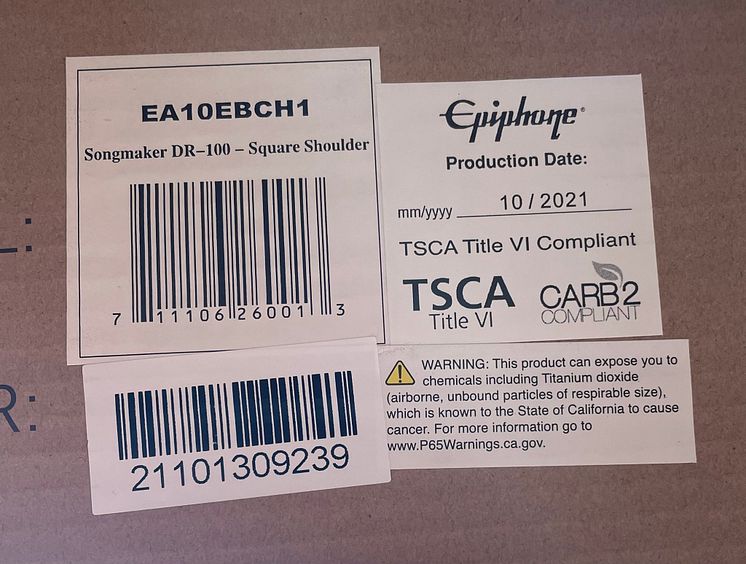 EA10EBCH1
Songmaker DR–100 – Square Shoulder
7 11106 26001 3
Epiphone®
Production Date:
mm/yyyy 10 / 2021
TSCA Title VI Compliant
TSCA
Title VI
CARB2
COMPLIANT
L:
R:
21101309239
WARNING: This product can expose you to
chemicals including Titanium dioxide
(airborne, unbound particles of respirable size),
which is known to the State of California to cause
cancer. For more information go to
www.P65Warnings.ca.gov.